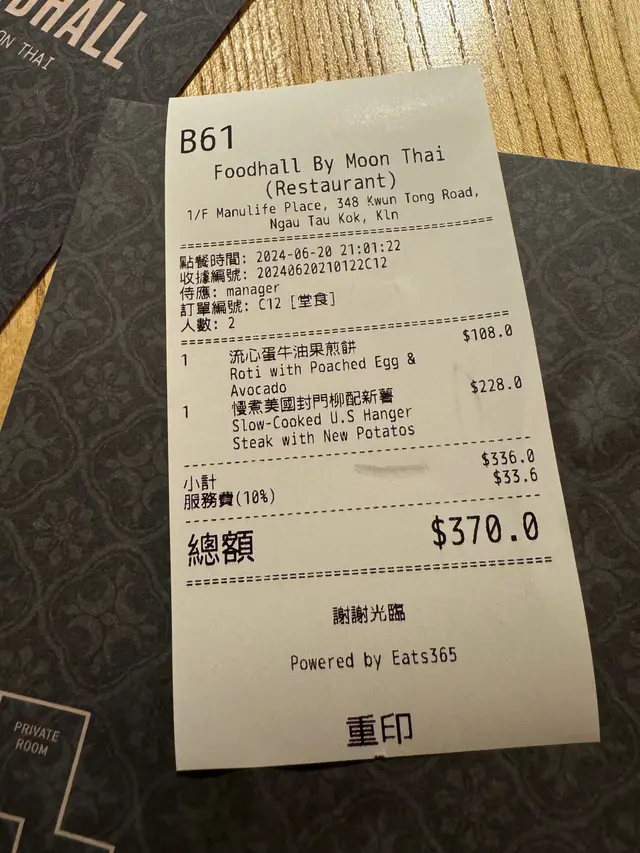 DHALL
ON THAI
B61
Foodhall By Moon Thai
(Restaurant)
1/F Manulife Place, 348 Kwun Tong Road,
Ngau Tau Kok, Kln
點餐時間: 2024-06-20 21:01:22
收據編號: 20240620210122C12
侍應: manager
訂單編號: C12 [堂食]
人數: 2
1 流心蛋牛油果煎餅 $108.0
Roti with Poached Egg &
Avocado
1 慢煮美國封門柳配新薯 $228.0
Slow-Cooked U.S Hanger
Steak with New Potatos
小計 $336.0
服務費(10%) $33.6
總額 $370.0
謝謝光臨
Powered by Eats365
重印
PRIVATE
ROOM